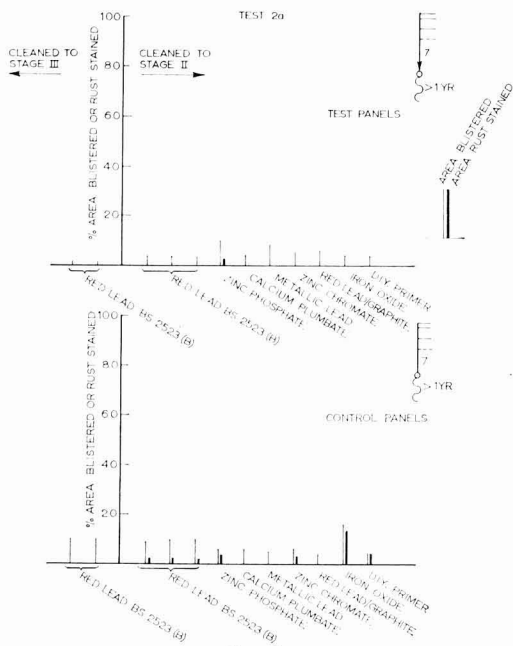 TEST 2a
CLEANED TO
STAGE III
CLEANED TO
STAGE II
% AREA BLISTERED OR RUST STAINED
100
80
60
40
20
7
>1YR
TEST PANELS
AREA BLISTERED
AREA RUST STAINED
RED LEAD BS 2523 (B)
RED LEAD BS 2523 (B)
ZINC PHOSPHATE
CALCIUM PLUMBATE
METALLIC LEAD
ZINC CHROMATE
RED LEAD/GRAPHITE
IRON OXIDE
D.I.Y. PRIMER
% AREA BLISTERED OR RUST STAINED
100
80
60
40
20
7
>1YR
CONTROL PANELS
RED LEAD BS 2523 (B)
RED LEAD BS 2523 (B)
ZINC PHOSPHATE
CALCIUM PLUMBATE
METALLIC LEAD
ZINC CHROMATE
RED LEAD/GRAPHITE
IRON OXIDE
D.I.Y. PRIMER